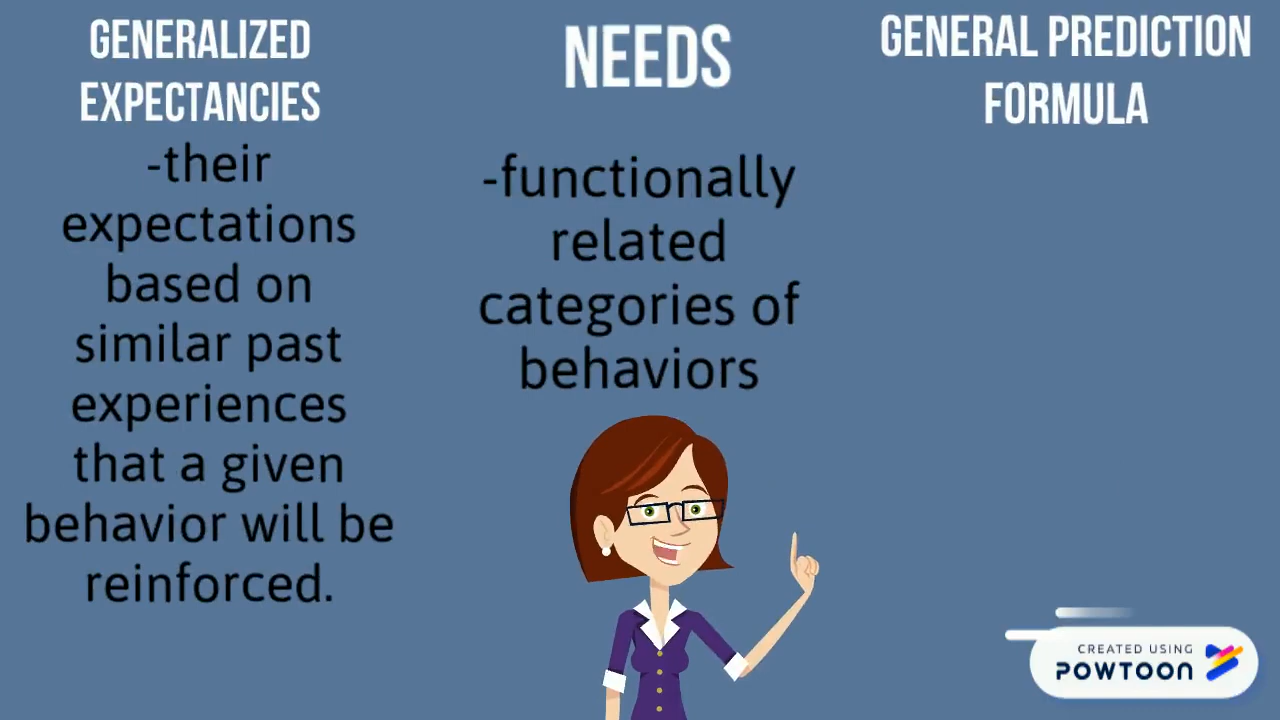 GENERALIZED
EXPECTANCIES
-their
expectations
based on
similar past
experiences
that a given
behavior will be
reinforced.
NEEDS
-functionally
related
categories of
behaviors
GENERAL PREDICTION
FORMULA
CREATED USING
POWTOON